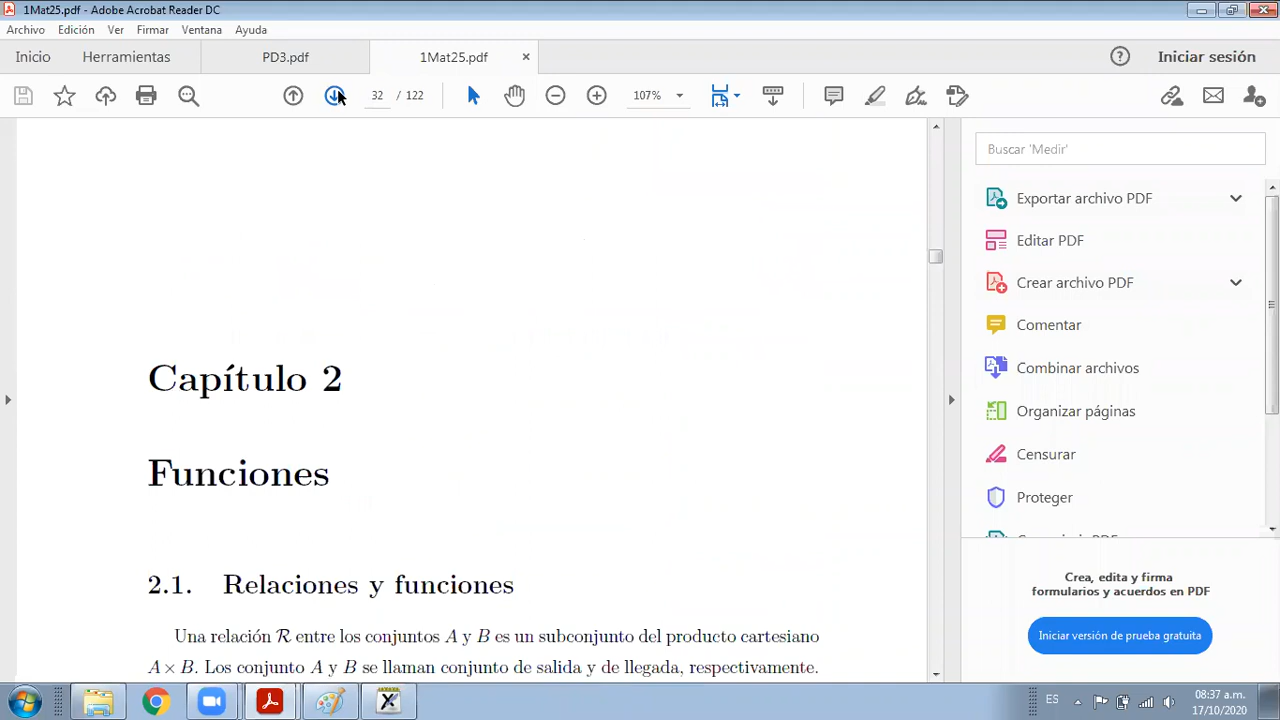 1Mat25.pdf - Adobe Acrobat Reader DC
Archivo Edición Ver Firmar Ventana Ayuda
Inicio Herramientas PD3.pdf 1Mat25.pdf × Iniciar sesión
32 / 122 107%
Buscar 'Medir'
Exportar archivo PDF
Editar PDF
Crear archivo PDF
Comentar
Combinar archivos
Organizar páginas
Censurar
Proteger
Crea, edita y firma
formularios y acuerdos en PDF
Iniciar versión de prueba gratuita
Capítulo 2
Funciones
2.1. Relaciones y funciones
Una relación R entre los conjuntos A y B es un subconjunto del producto cartesiano
A × B. Los conjunto A y B se llaman conjunto de salida y de llegada, respectivamente.
ES 08:37 a.m.
17/10/2020